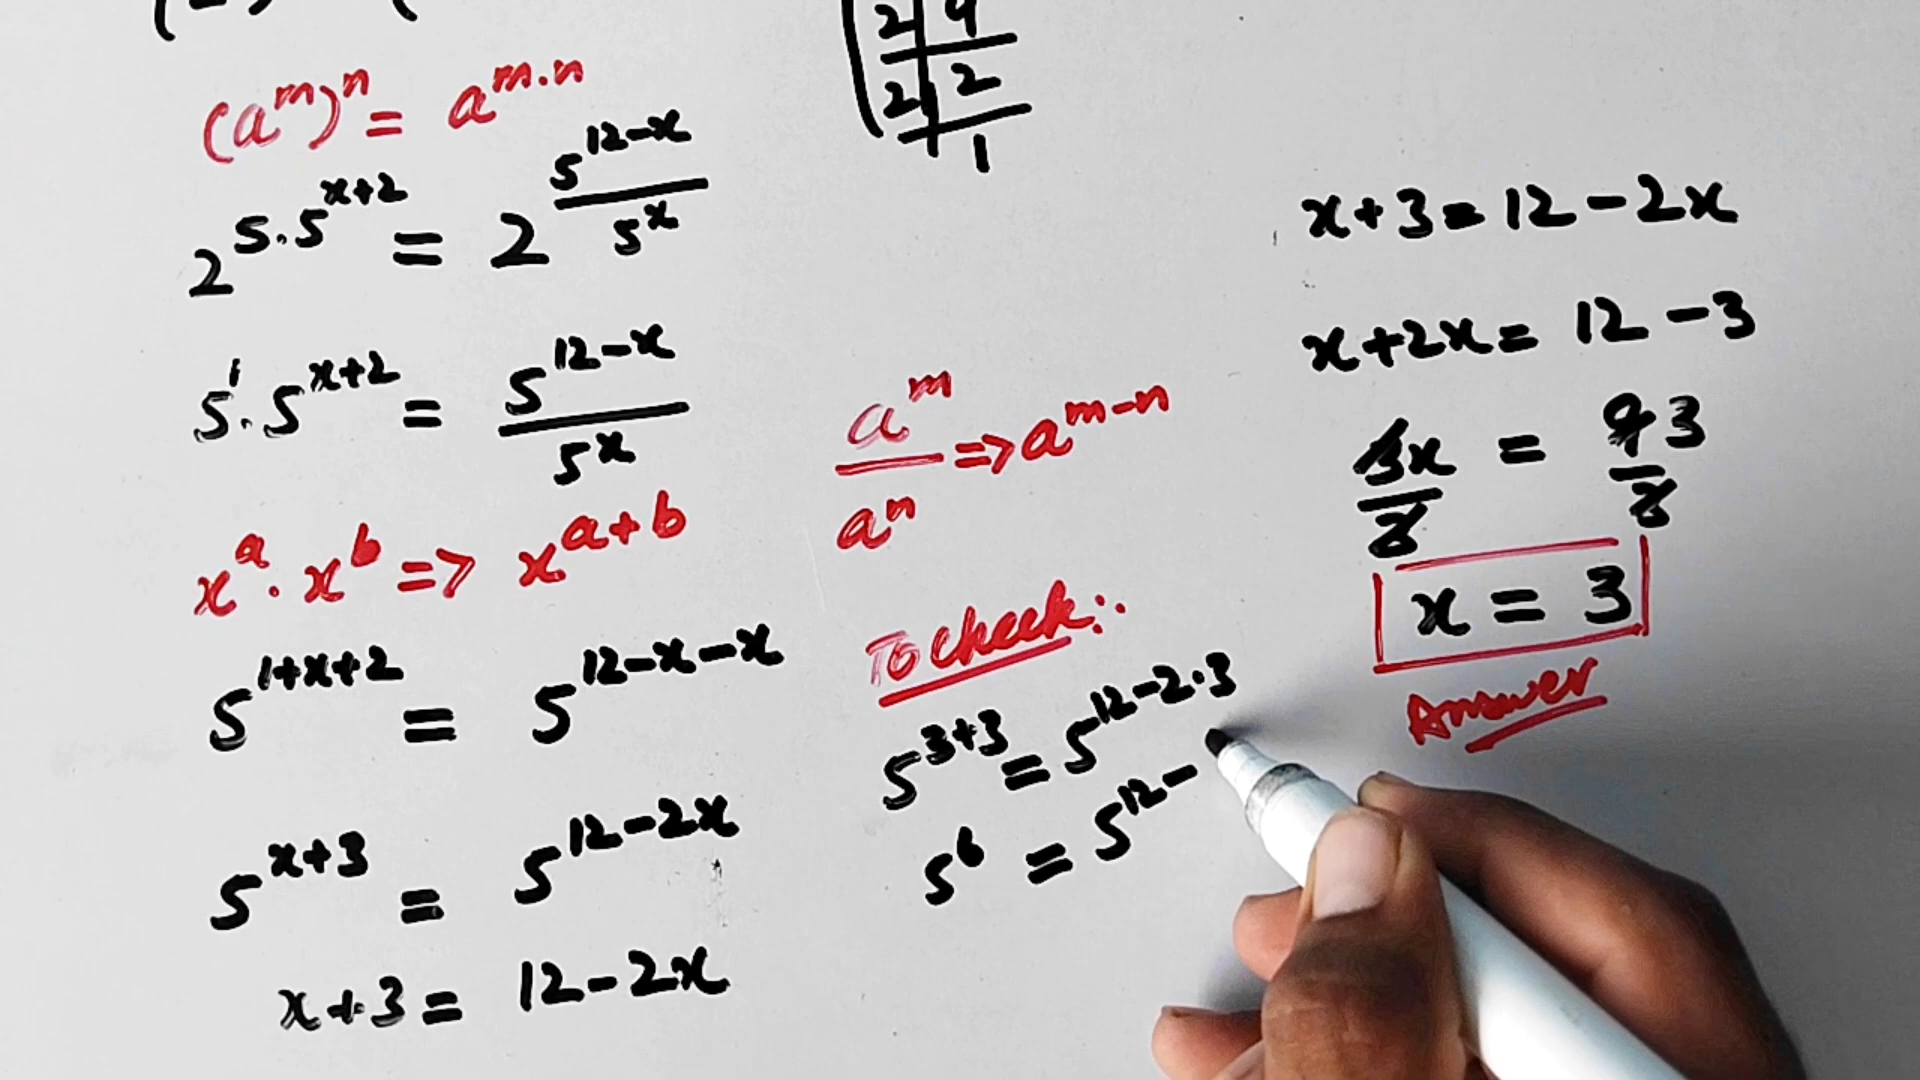 (a^m)^n = a^{m.n}
2^{5.5^{x+2}} = 2^{5^{12-x}/5^x}
5^1.5^{x+2} = 5^{12-x}/5^x
x^a . x^b => x^{a+b}
5^{1+x+2} = 5^{12-x-x}
5^{x+3} = 5^{12-2x}
x+3 = 12-2x
2 4
2 2
1
a^m/a^n => a^{m-n}
To check:.
5^{3+3} = 5^{12-2.3}
5^6 = 5^{12-
x+3 = 12-2x
x+2x = 12-3
3x/3 = 9 3/3
x = 3
Answer